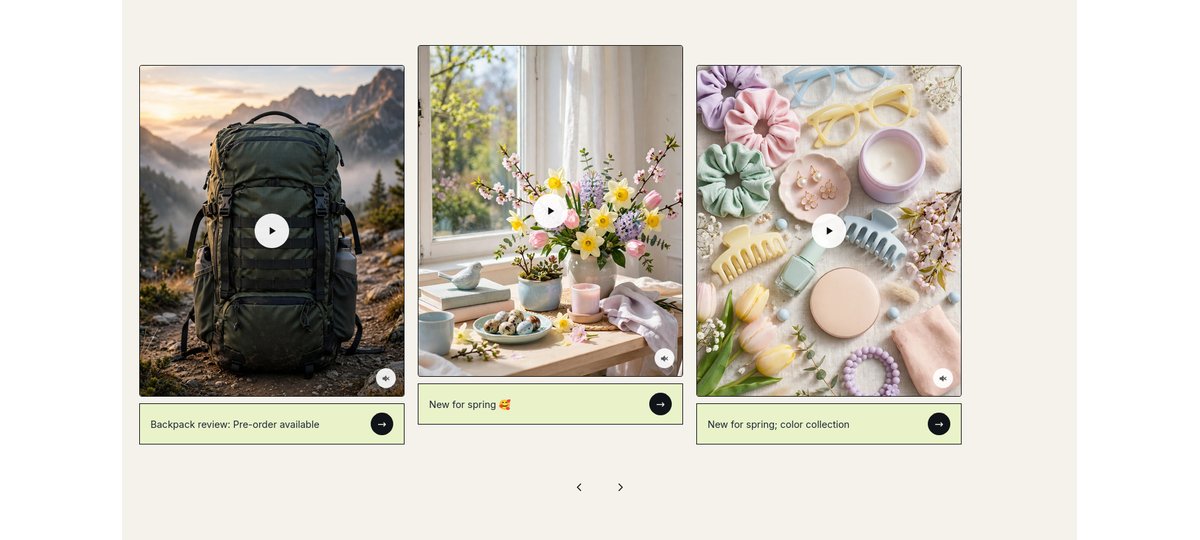 Backpack review: Pre-order available
New for spring 🥰
New for spring; color collection